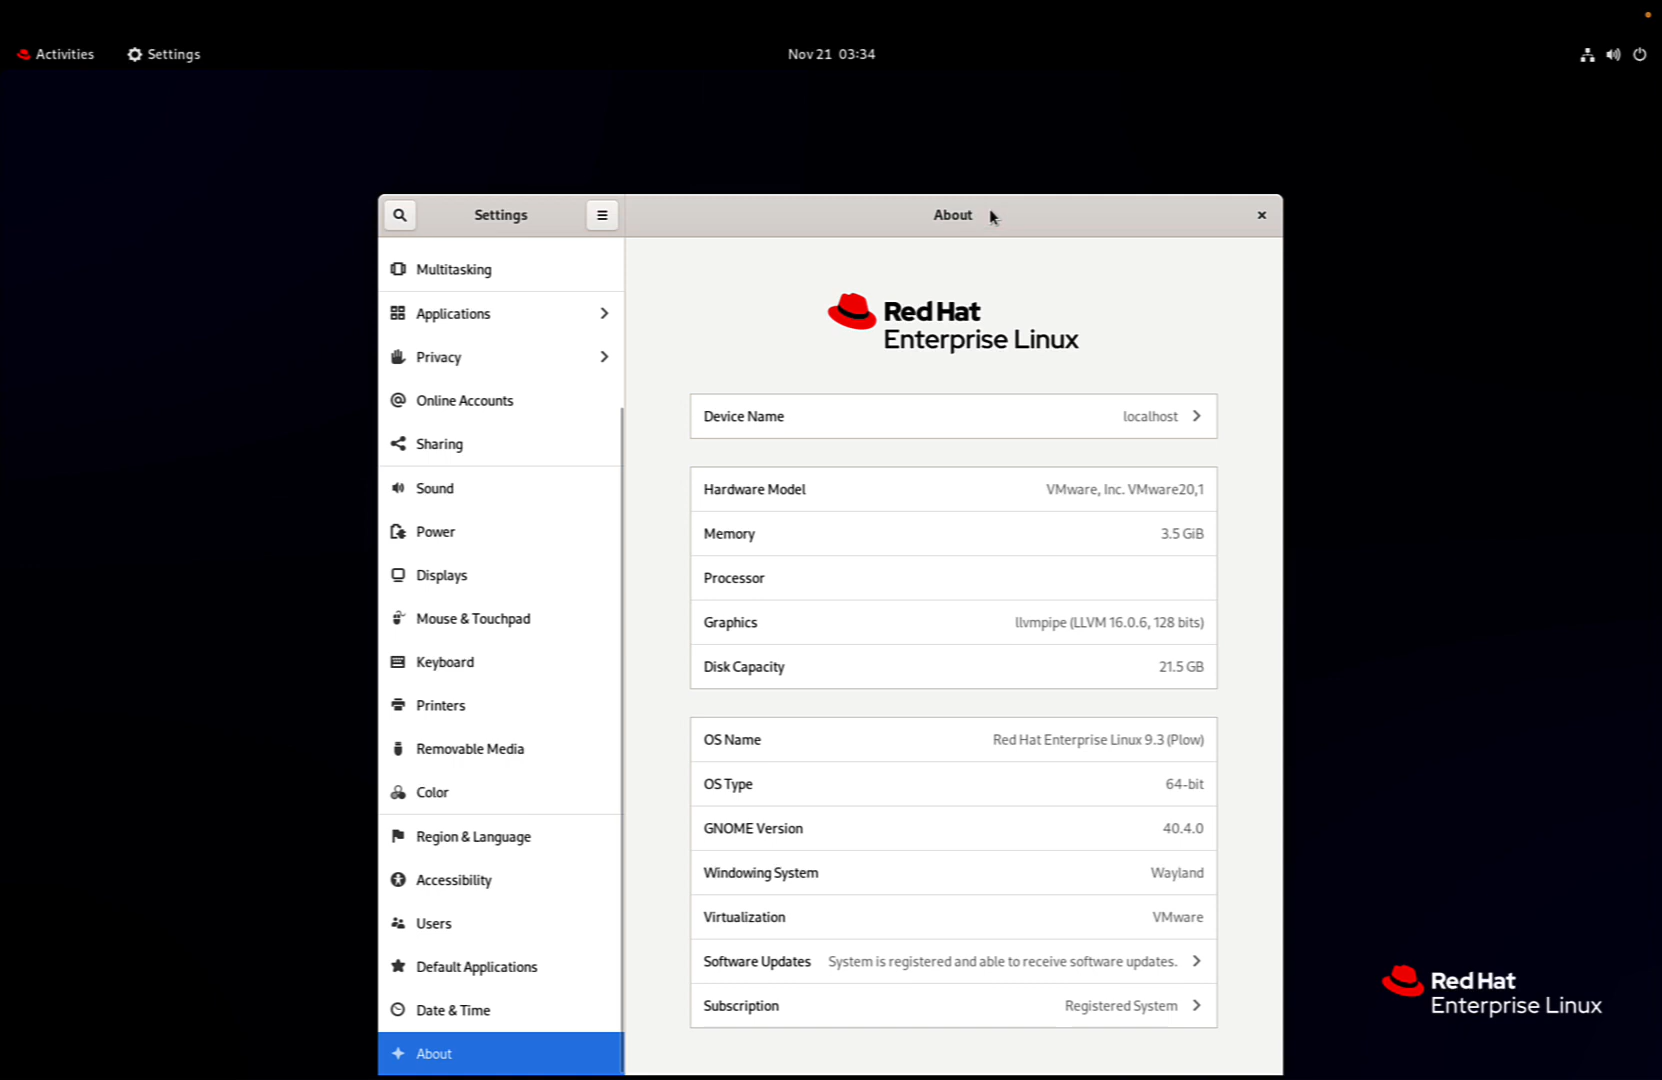 Activities
Settings
Nov 21 03:34
Settings
About
Multitasking
Applications
Privacy
Online Accounts
Sharing
Sound
Power
Displays
Mouse & Touchpad
Keyboard
Printers
Removable Media
Color
Region & Language
Accessibility
Users
Default Applications
Date & Time
About
Red Hat
Enterprise Linux
Device Name localhost
Hardware Model VMware, Inc. VMware20,1
Memory 3.5 GiB
Processor
Graphics llvmpipe (LLVM 16.0.6, 128 bits)
Disk Capacity 21.5 GB
OS Name Red Hat Enterprise Linux 9.3 (Plow)
OS Type 64-bit
GNOME Version 40.4.0
Windowing System Wayland
Virtualization VMware
Software Updates System is registered and able to receive software updates.
Subscription Registered System
Red Hat
Enterprise Linux